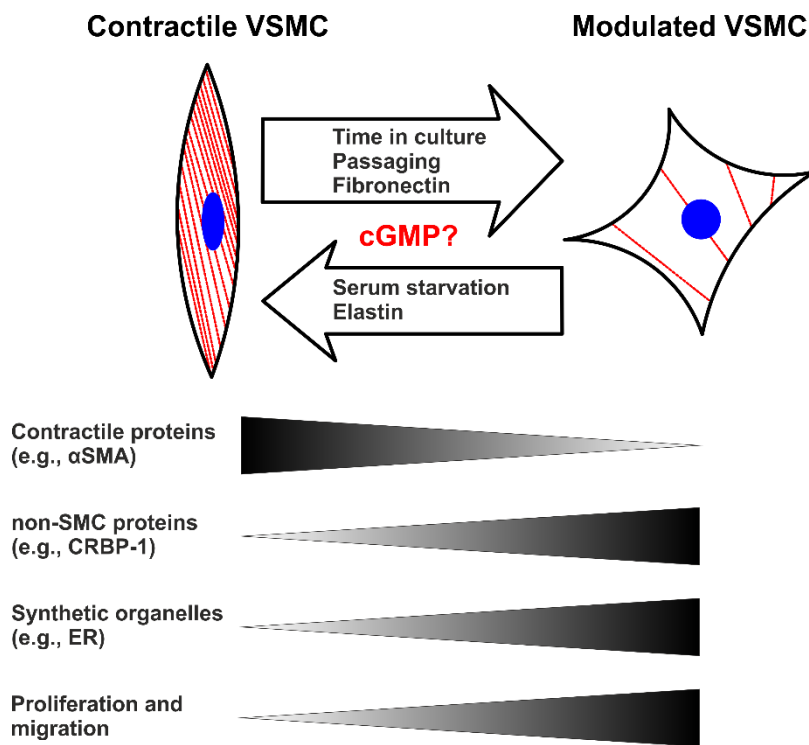 Contractile VSMC
Modulated VSMC
Time in culture
Passaging
Fibronectin
cGMP?
Serum starvation
Elastin
Contractile proteins
(e.g., αSMA)
non-SMC proteins
(e.g., CRBP-1)
Synthetic organelles
(e.g., ER)
Proliferation and
migration